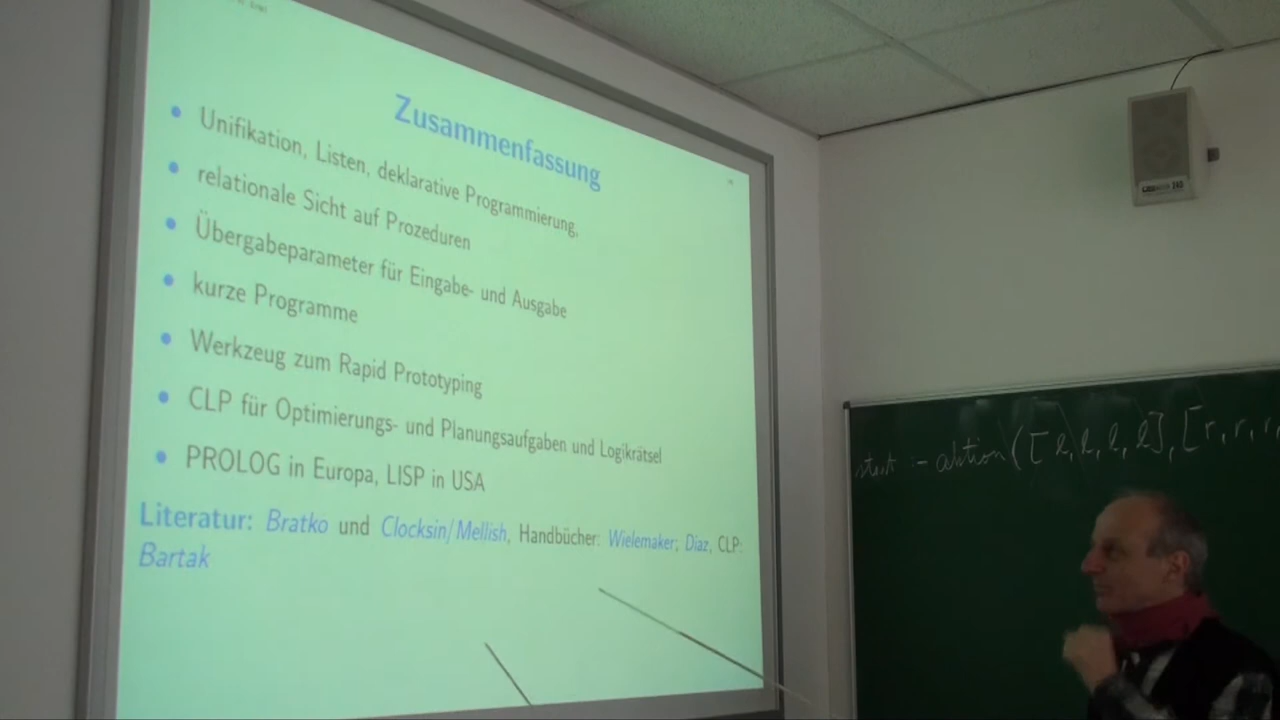 Zusammenfassung
• Unifikation, Listen, deklarative Programmierung,
• relationale Sicht auf Prozeduren
• Übergabeparameter für Eingabe- und Ausgabe
• kurze Programme
• Werkzeug zum Rapid Prototyping
• CLP für Optimierungs- und Planungsaufgaben und Logikrätsel
• PROLOG in Europa, LISP in USA
Literatur: Bratko und Clocksin/Mellish, Handbücher: Wielemaker; Diaz, CLP:
Bartak
start :- aktion([l,l,l,l],[r,r,r,